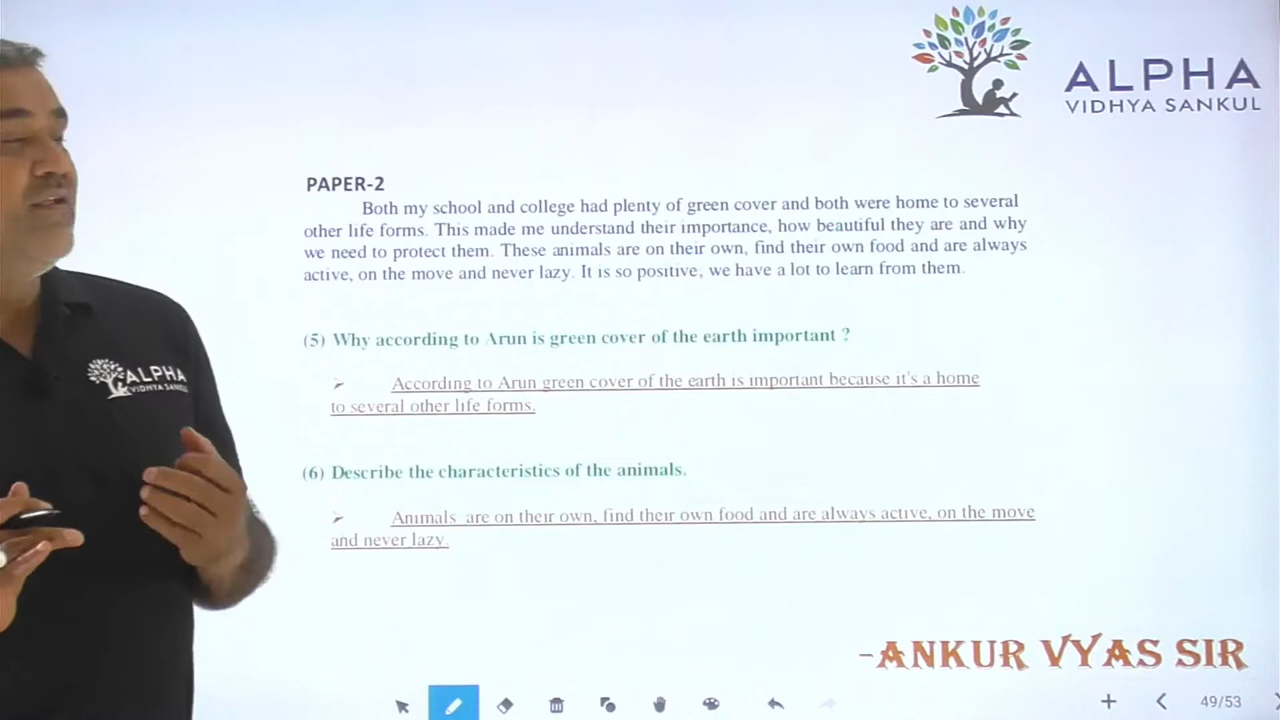 ALPHA
VIDHYA SANKUL
PAPER-2
Both my school and college had plenty of green cover and both were home to several
other life forms. This made me understand their importance, how beautiful they are and why
we need to protect them. These animals are on their own, find their own food and are always
active, on the move and never lazy. It is so positive, we have a lot to learn from them.
(5) Why according to Arun is green cover of the earth important ?
➢ According to Arun green cover of the earth is important because it's a home
to several other life forms.
ALPHA
VIDHYA SANKUL
(6) Describe the characteristics of the animals.
➢ Animals are on their own, find their own food and are always active, on the move
and never lazy.
-ANKUR VYAS SIR
49/53